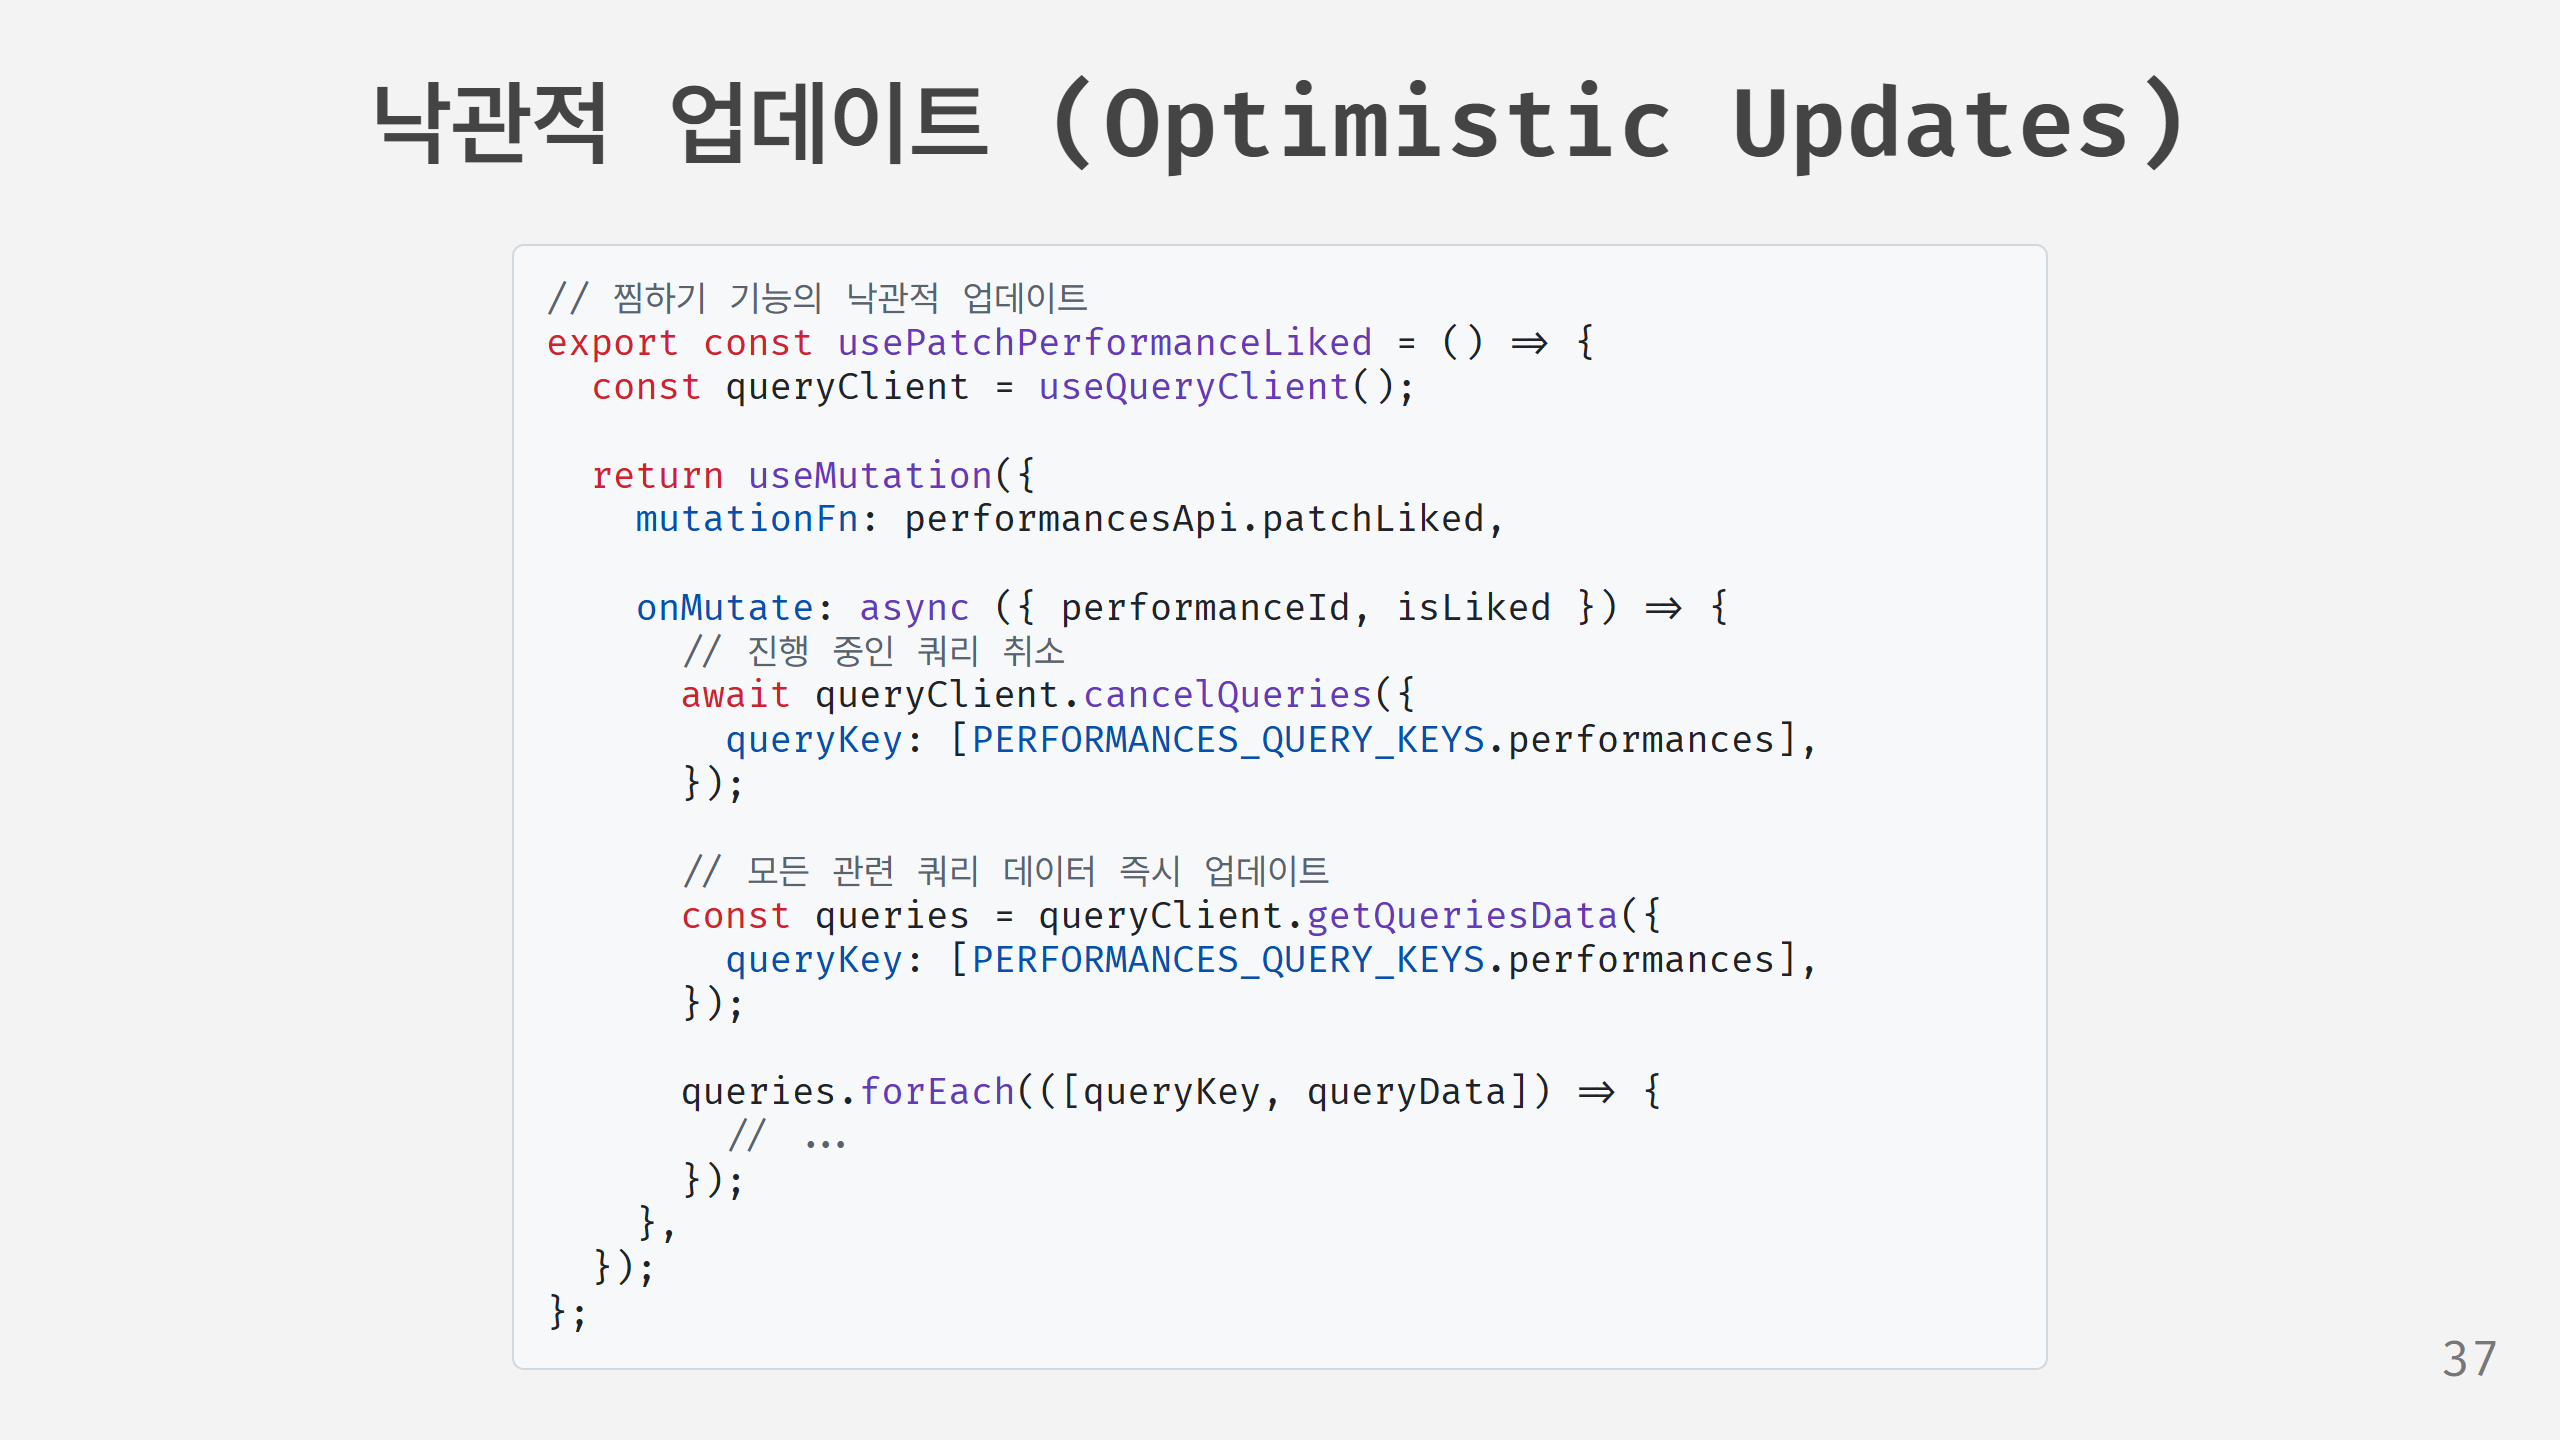 낙관적 업데이트 (Optimistic Updates)
// 찜하기 기능의 낙관적 업데이트
export const usePatchPerformanceLiked = () => {
  const queryClient = useQueryClient();
  return useMutation({
    mutationFn: performancesApi.patchLiked,
    onMutate: async ({ performanceId, isLiked }) => {
      // 진행 중인 쿼리 취소
      await queryClient.cancelQueries({
        queryKey: [PERFORMANCES_QUERY_KEYS.performances],
      });
      // 모든 관련 쿼리 데이터 즉시 업데이트
      const queries = queryClient.getQueriesData({
        queryKey: [PERFORMANCES_QUERY_KEYS.performances],
      });
      queries.forEach(([queryKey, queryData]) => {
        // ...
      });
    },
  });
};
37